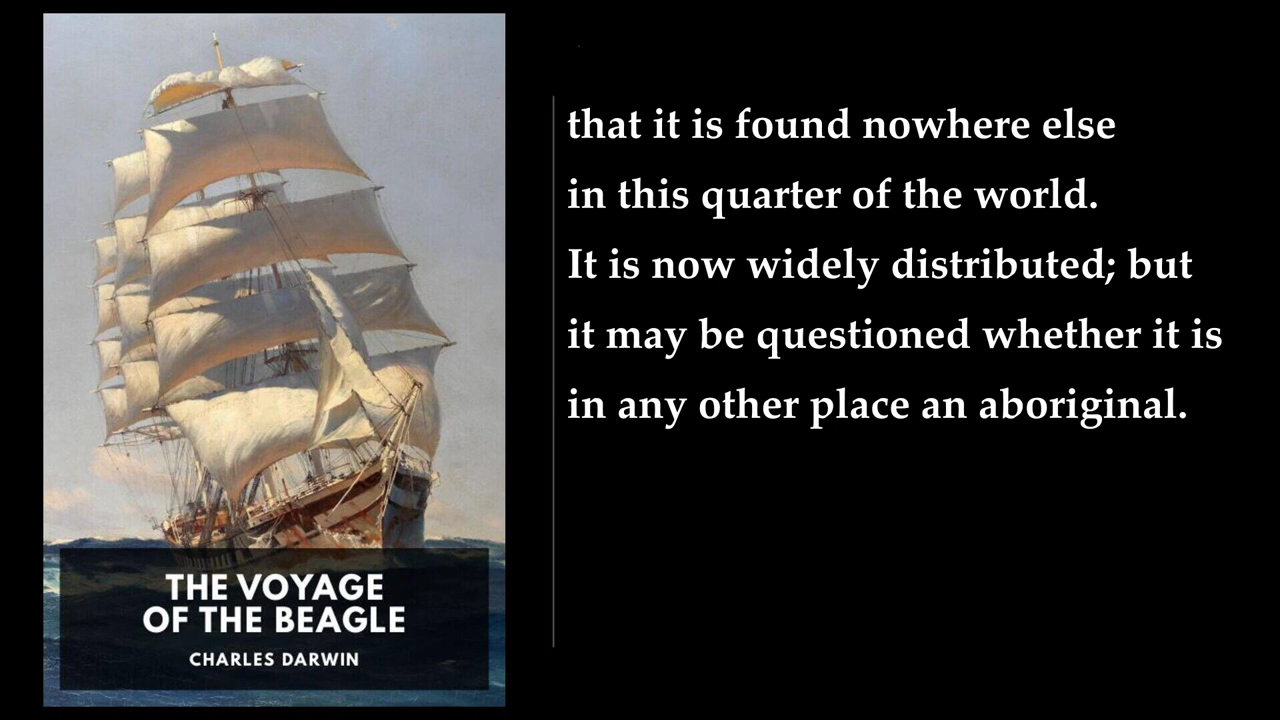 THE VOYAGE
OF THE BEAGLE
CHARLES DARWIN
that it is found nowhere else
in this quarter of the world.
It is now widely distributed; but
it may be questioned whether it is
in any other place an aboriginal.